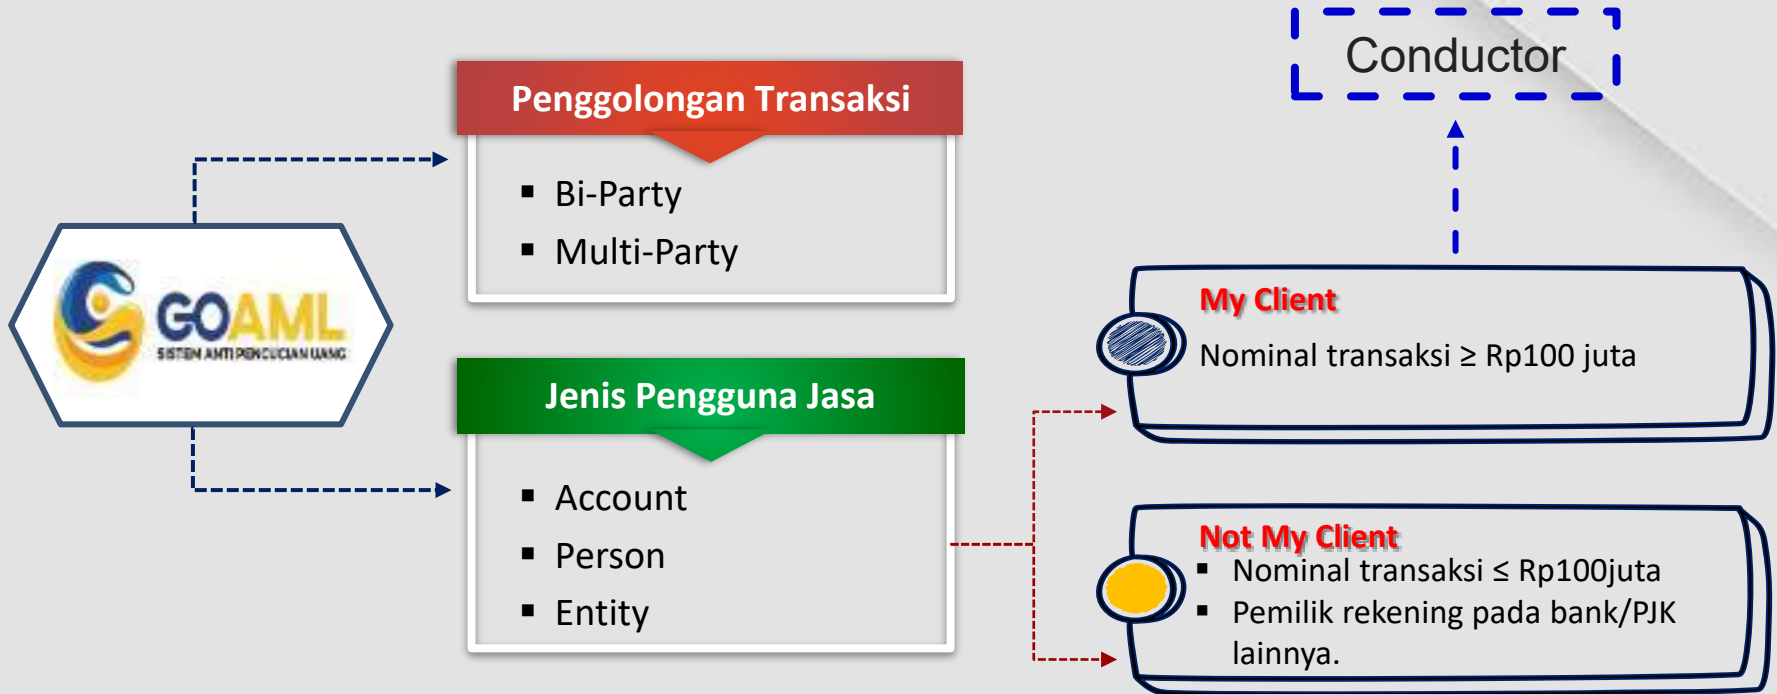 GOAML
SISTEM ANTI PENCUCIAN UANG
Penggolongan Transaksi
▪ Bi-Party
▪ Multi-Party
Jenis Pengguna Jasa
▪ Account
▪ Person
▪ Entity
Conductor
My Client
Nominal transaksi ≥ Rp100 juta
Not My Client
▪ Nominal transaksi ≤ Rp100juta
▪ Pemilik rekening pada bank/PJK
lainnya.